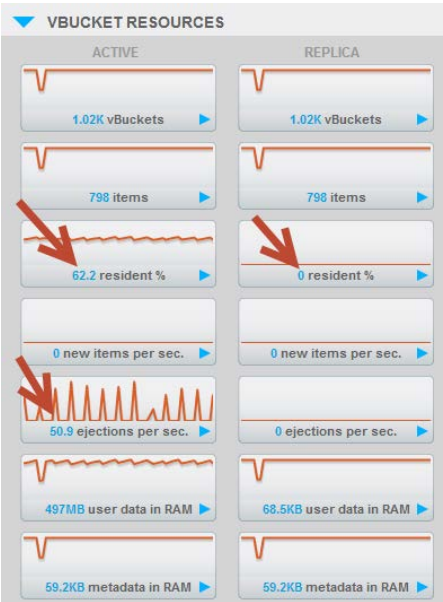 VBUCKET RESOURCES
ACTIVE REPLICA
1.02K vBuckets 1.02K vBuckets
798 items 798 items
62.2 resident % 0 resident %
0 new items per sec. 0 new items per sec.
50.9 ejections per sec. 0 ejections per sec.
497MB user data in RAM 68.5KB user data in RAM
59.2KB metadata in RAM 59.2KB metadata in RAM